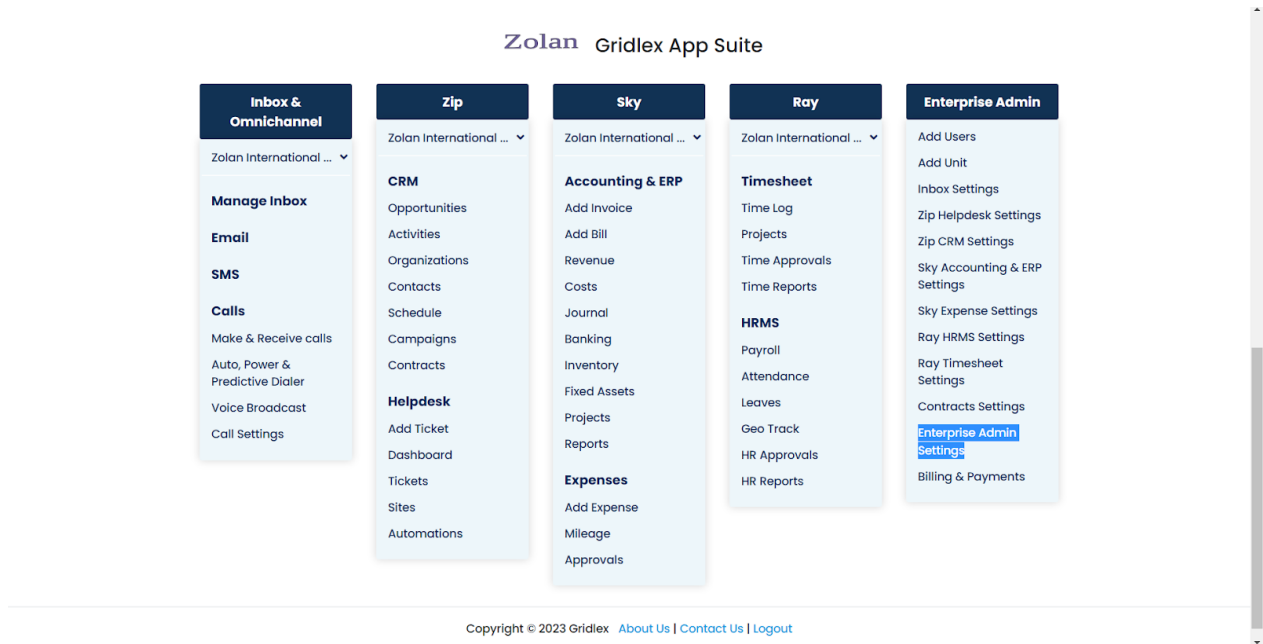 Zolan Gridlex App Suite
Inbox &
Omnichannel
Zolan International ...
Manage Inbox
Email
SMS
Calls
Make & Receive calls
Auto, Power &
Predictive Dialer
Voice Broadcast
Call Settings
Zip
Zolan International ...
CRM
Opportunities
Activities
Organizations
Contacts
Schedule
Campaigns
Contracts
Helpdesk
Add Ticket
Dashboard
Tickets
Sites
Automations
Sky
Zolan International ...
Accounting & ERP
Add Invoice
Add Bill
Revenue
Costs
Journal
Banking
Inventory
Fixed Assets
Projects
Reports
Expenses
Add Expense
Mileage
Approvals
Ray
Zolan International ...
Timesheet
Time Log
Projects
Time Approvals
Time Reports
HRMS
Payroll
Attendance
Leaves
Geo Track
HR Approvals
HR Reports
Enterprise Admin
Add Users
Add Unit
Inbox Settings
Zip Helpdesk Settings
Zip CRM Settings
Sky Accounting & ERP
Settings
Sky Expense Settings
Ray HRMS Settings
Ray Timesheet
Settings
Contracts Settings
Enterprise Admin
Settings
Billing & Payments
Copyright © 2023 Gridlex About Us | Contact Us | Logout